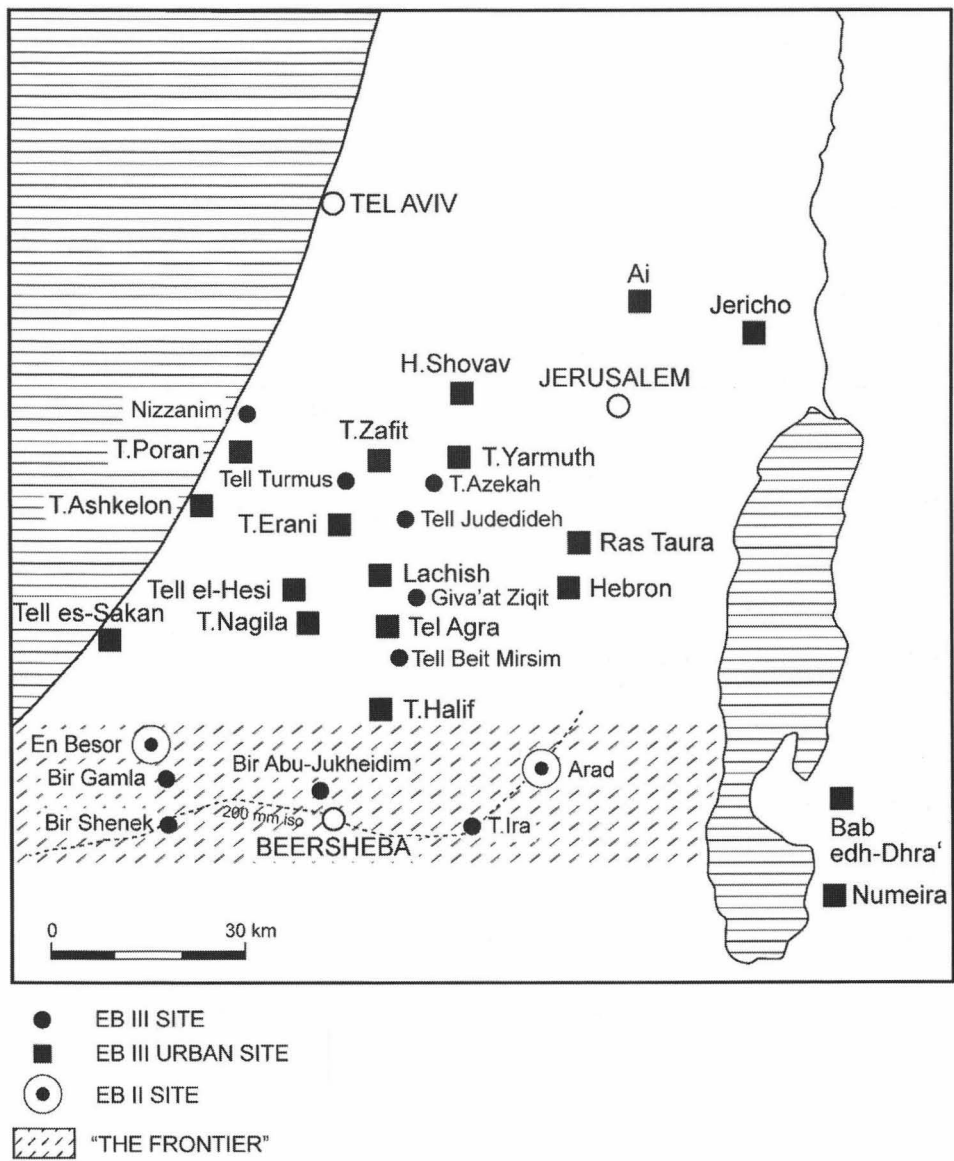 TEL AVIV
Ai
Jericho
H.Shovav
JERUSALEM
Nizzanim
T.Zafit
T.Poran
T.Yarmuth
Tell Turmus
T.Azekah
T.Ashkelon
T.Erani
Tell Judedideh
Ras Taura
Lachish
Tell el-Hesi
Giva'at Ziqit
Hebron
Tell es-Sakan
T.Nagila
Tel Agra
Tell Beit Mirsim
T.Halif
En Besor
Bir Abu-Jukheidim
Arad
Bir Gamla
200 mm iso
Bir Shenek
T.Ira
BEERSHEBA
Bab
edh-Dhra‘
Numeira
0 30 km
EB III SITE
EB III URBAN SITE
EB II SITE
"THE FRONTIER"